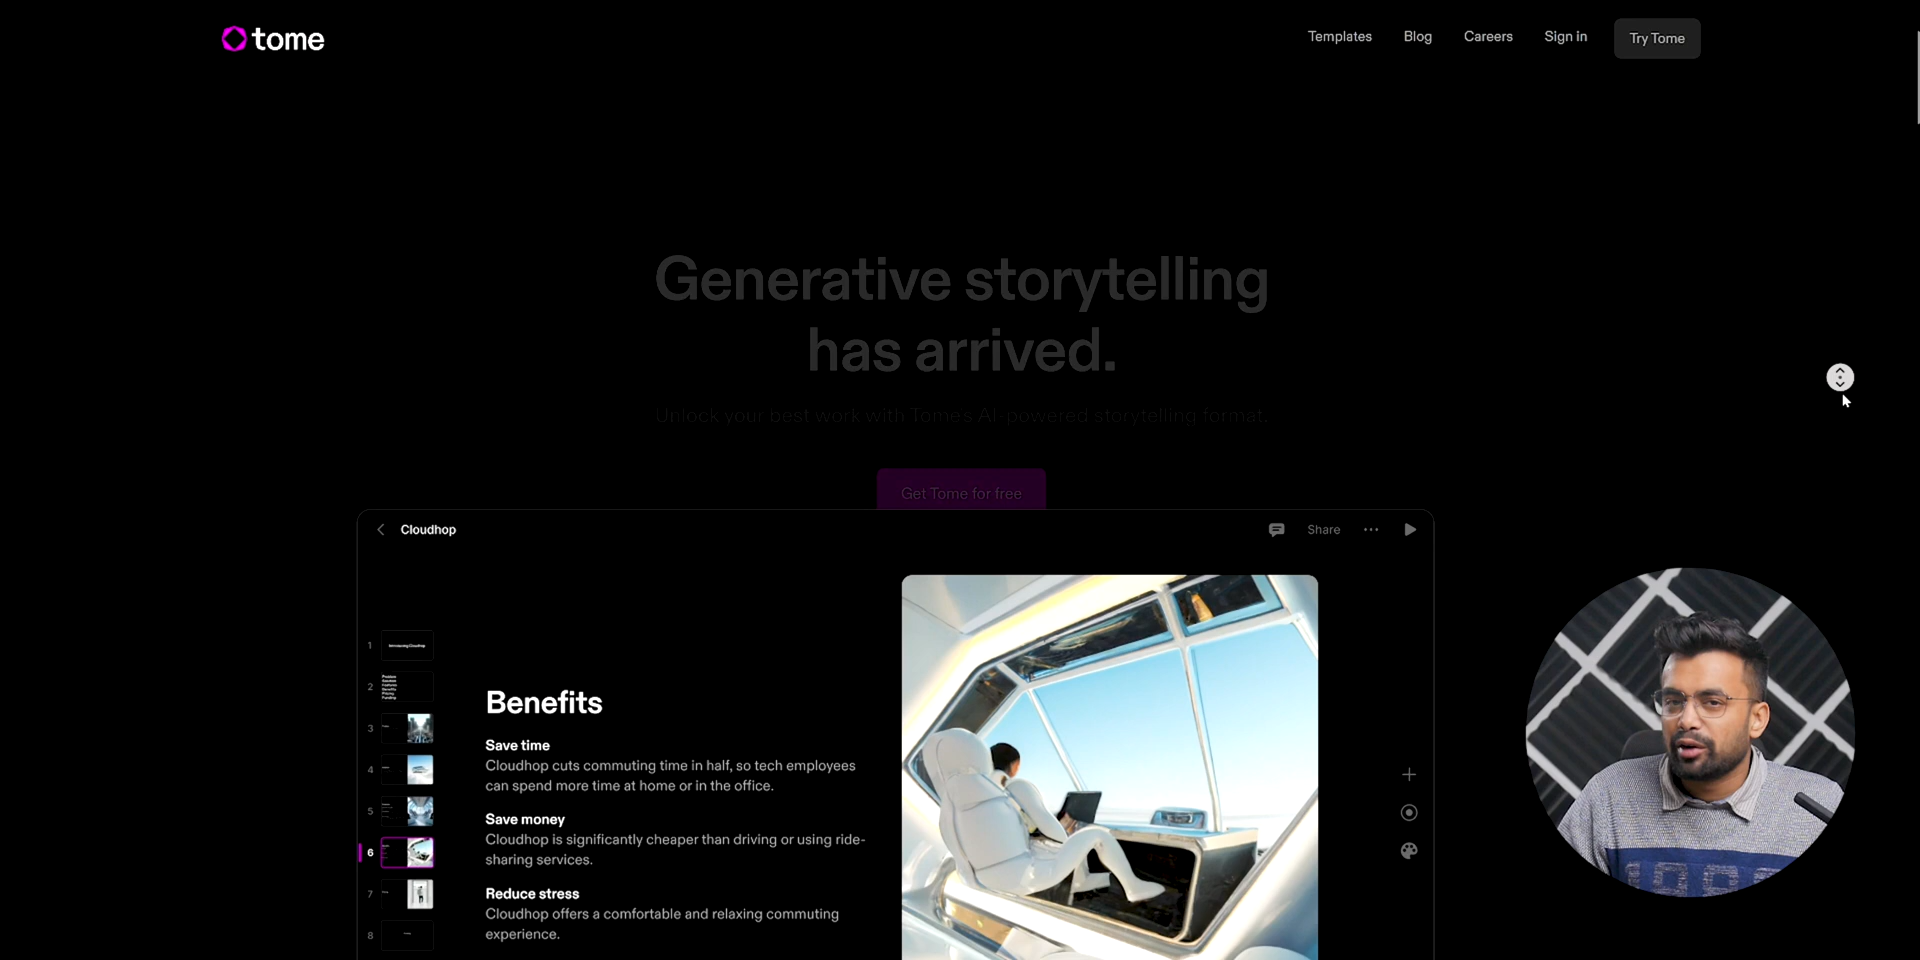 tome
Templates
Blog
Careers
Sign in
Try Tome
Generative storytelling
has arrived.
Unlock your best work with Tome's AI-powered storytelling format.
Get Tome for free
Cloudhop
Share
1
Introducing Cloudhop
2
3
4
5
6
7
8
Benefits
Save time
Cloudhop cuts commuting time in half, so tech employees
can spend more time at home or in the office.
Save money
Cloudhop is significantly cheaper than driving or using ride-
sharing services.
Reduce stress
Cloudhop offers a comfortable and relaxing commuting
experience.